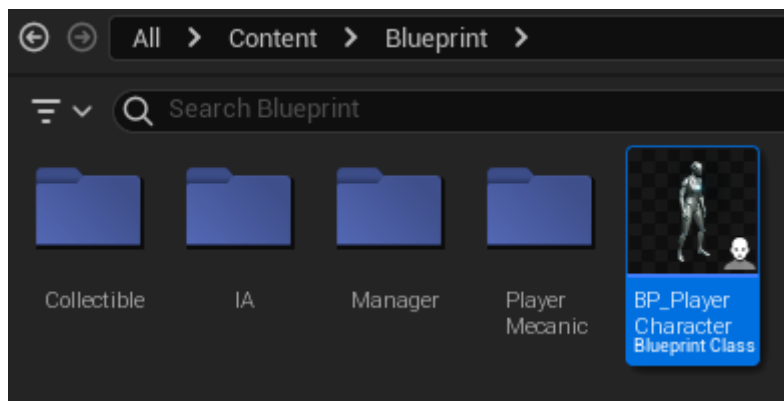 All > Content > Blueprint >
Search Blueprint
Collectible
IA
Manager
Player
Mecanic
BP_Player
Character
Blueprint Class